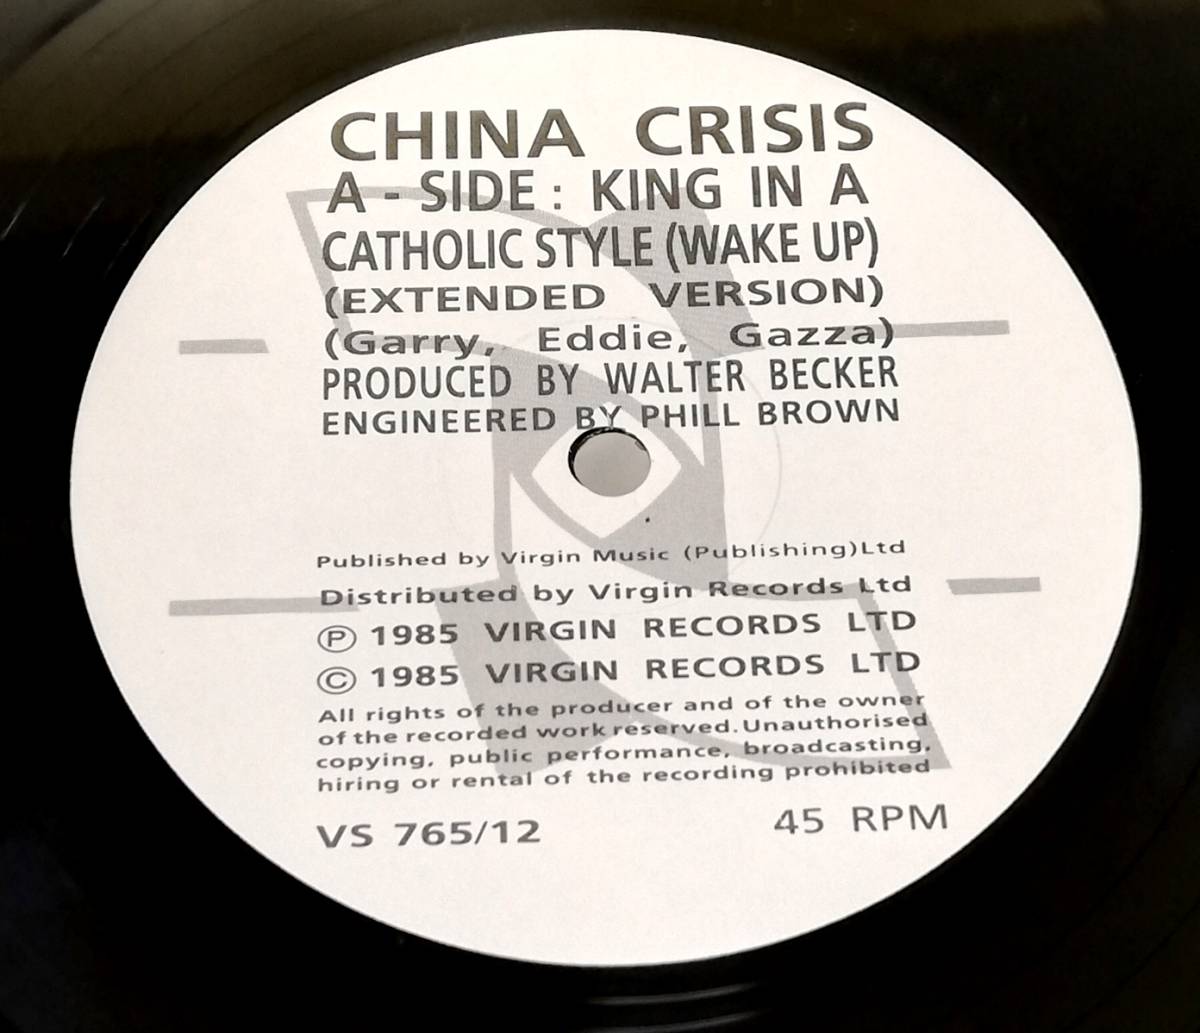 CHINA CRISIS
A - SIDE : KING IN A
CATHOLIC STYLE (WAKE UP)
(EXTENDED VERSION)
(Garry, Eddie, Gazza)
PRODUCED BY WALTER BECKER
ENGINEERED BY PHILL BROWN
Published by Virgin Music (Publishing)Ltd
Distributed by Virgin Records Ltd
Ⓟ 1985 VIRGIN RECORDS LTD
© 1985 VIRGIN RECORDS LTD
All rights of the producer and of the owner
of the recorded work reserved. Unauthorised
copying, public performance, broadcasting,
hiring or rental of the recording prohibited
VS 765/12 45 RPM